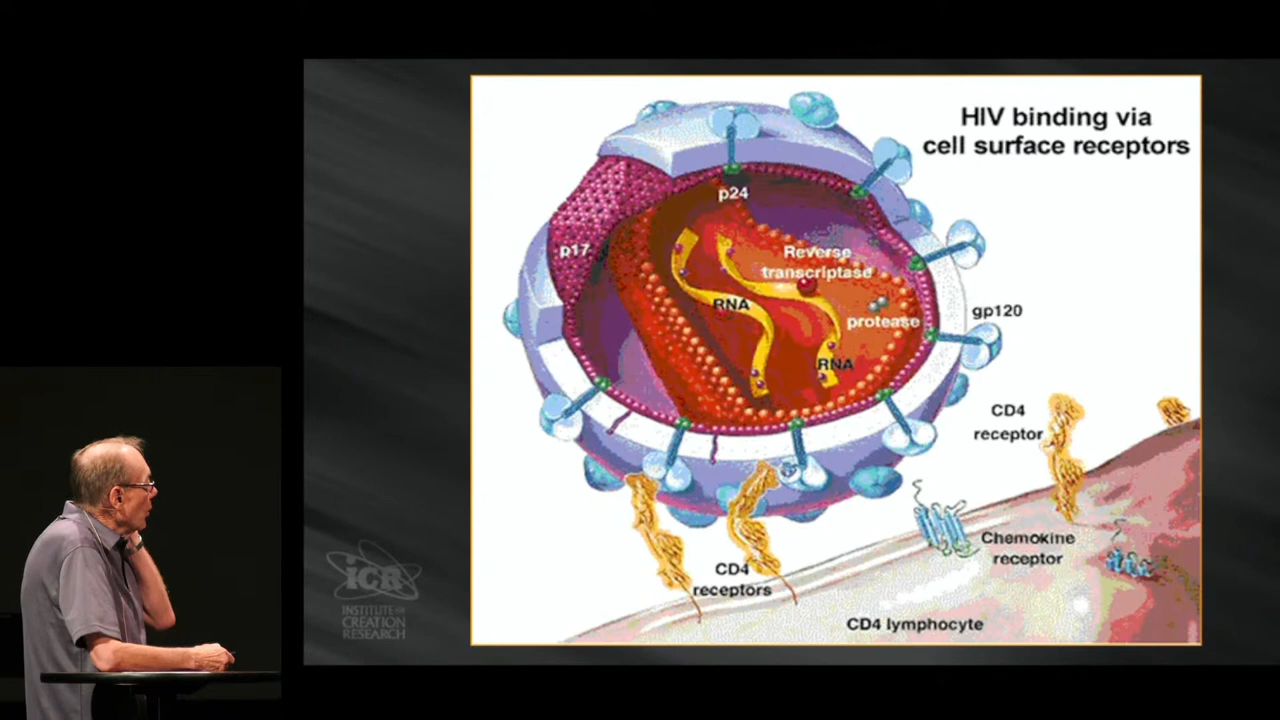 HIV binding via
cell surface receptors
p24
p17
Reverse
transcriptase
RNA
protease
gp120
RNA
CD4
receptor
Chemokine
receptor
CD4
receptors
CD4 lymphocyte
iCR
INSTITUTE for
CREATION
RESEARCH